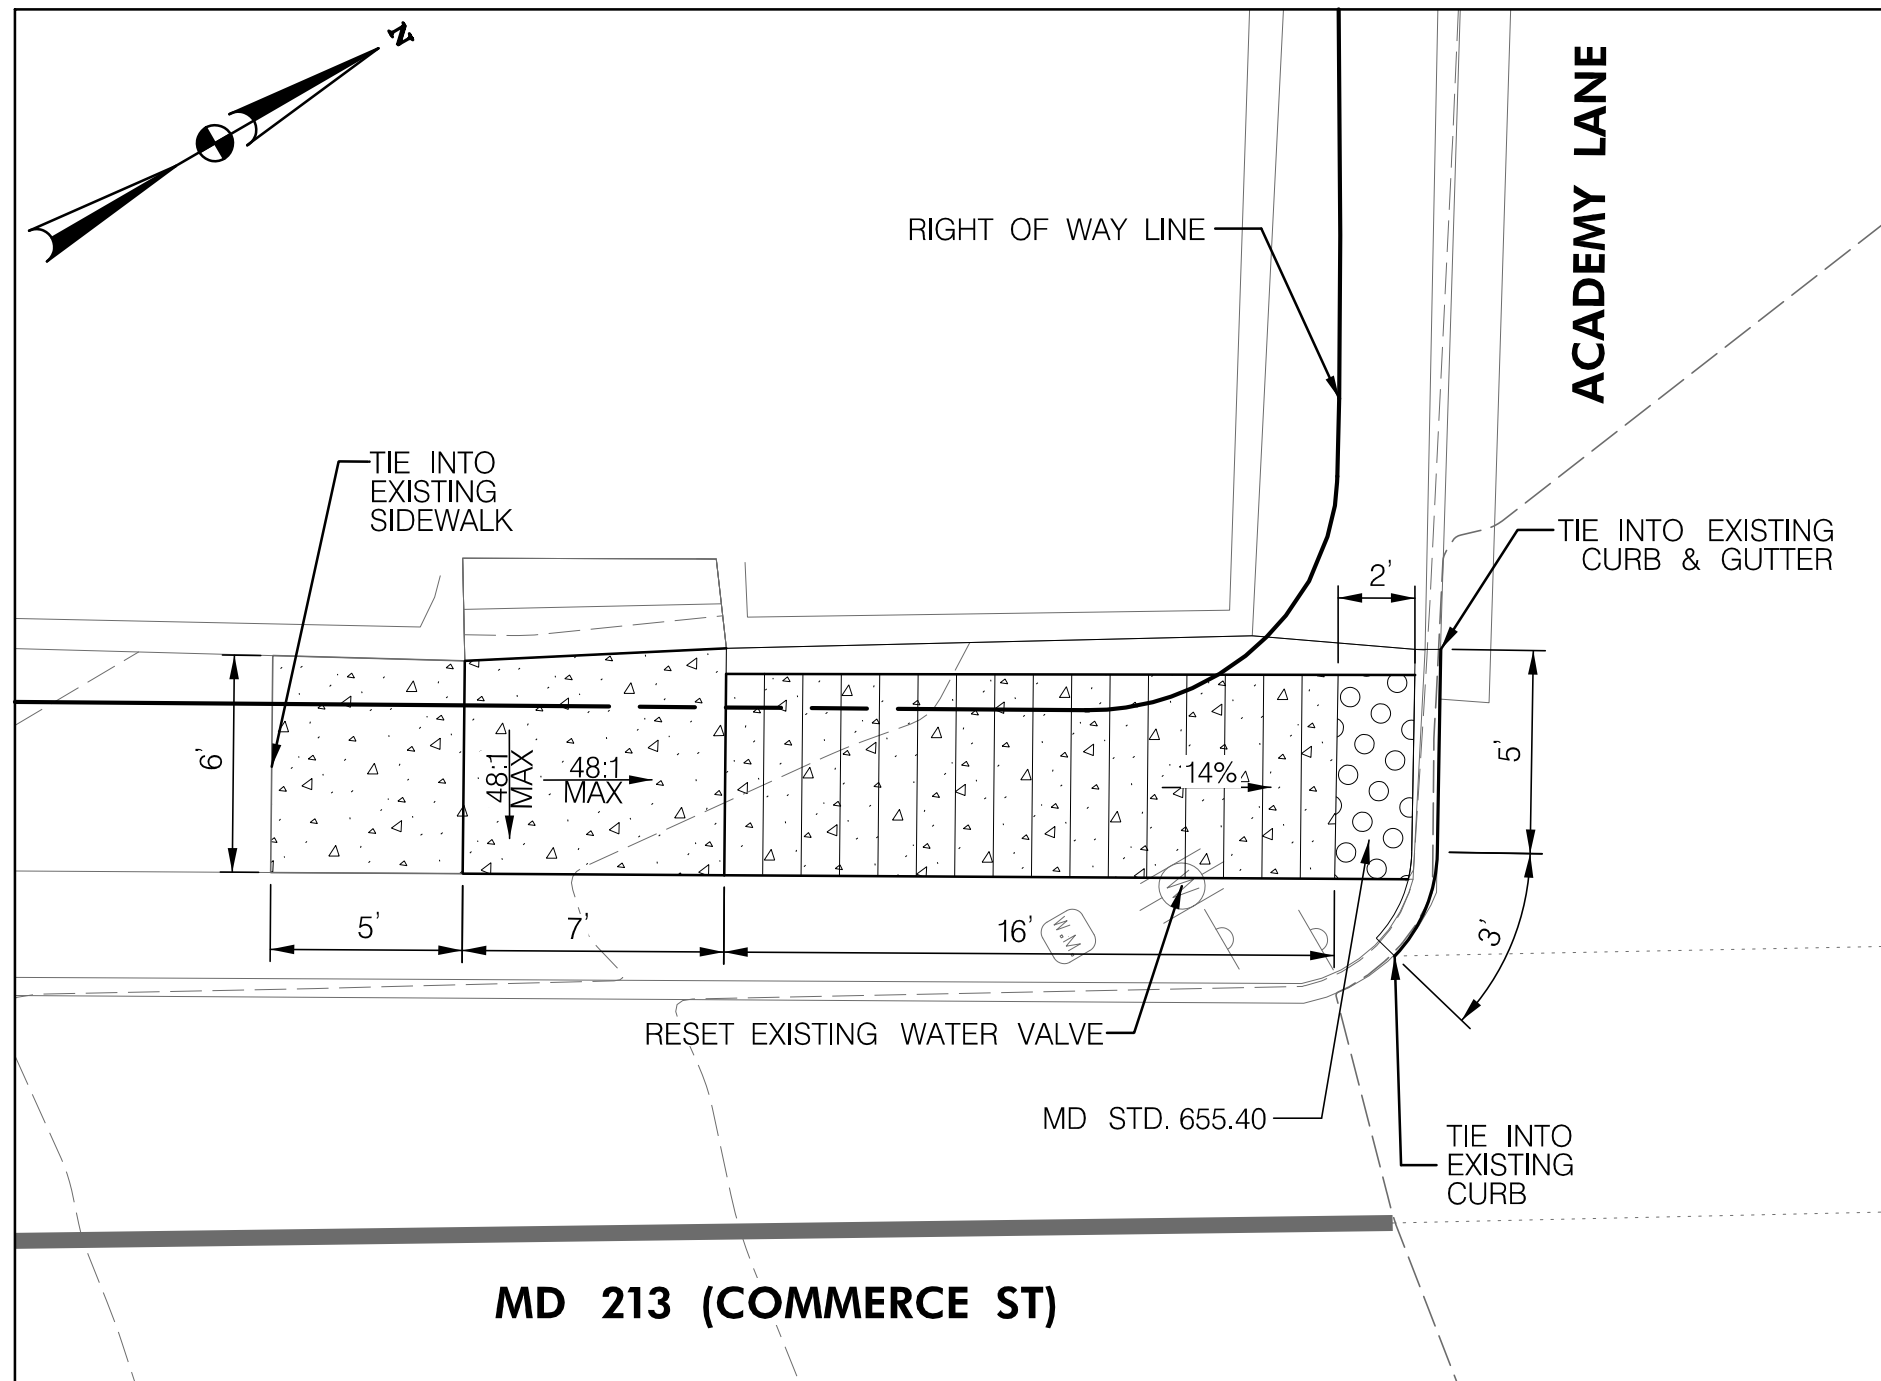 N
ACADEMY LANE
RIGHT OF WAY LINE
TIE INTO
EXISTING
SIDEWALK
TIE INTO EXISTING
CURB & GUTTER
2'
6'
48:1
MAX
48:1
MAX
14%
5'
5'
7'
16'
W.M.
3'
RESET EXISTING WATER VALVE
MD STD. 655.40
TIE INTO
EXISTING
CURB
MD 213 (COMMERCE ST)